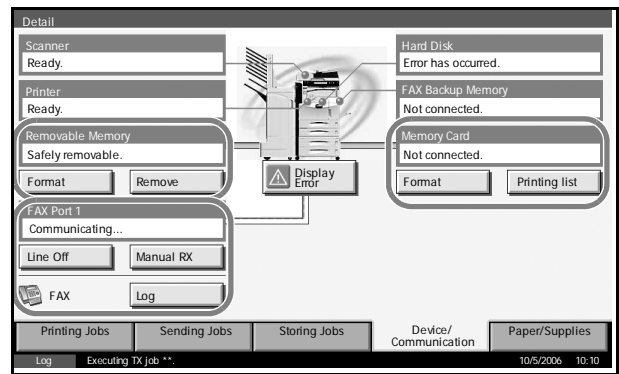 Detail
Scanner
Ready.
Printer
Ready.
Removable Memory
Safely removable.
Format
Remove
FAX Port 1
Communicating...
Line Off
Manual RX
FAX
Log
Display
Error
Hard Disk
Error has occurred.
FAX Backup Memory
Not connected.
Memory Card
Not connected.
Format
Printing list
Printing Jobs
Sending Jobs
Storing Jobs
Device/
Communication
Paper/Supplies
Log
Executing TX job **.
10/5/2006 10:10